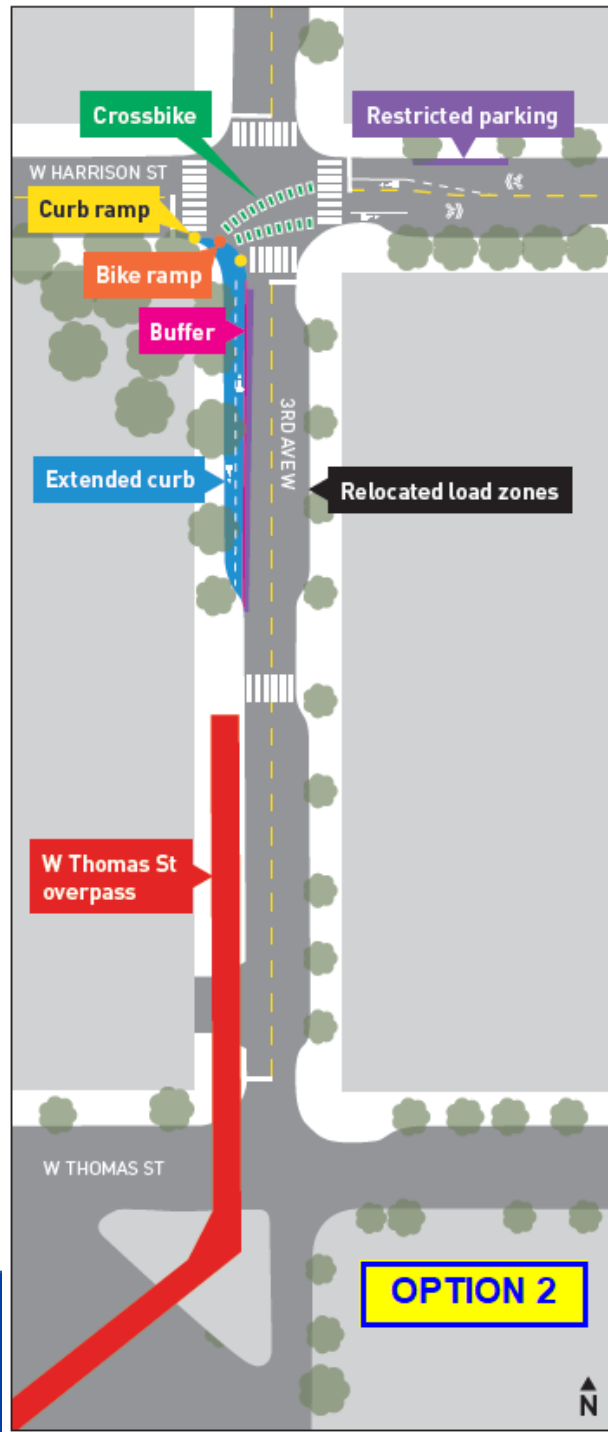 Crossbike
Restricted parking
W HARRISON ST
Curb ramp
Bike ramp
Buffer
3RD AVE W
Extended curb
Relocated load zones
W Thomas St
overpass
W THOMAS ST
OPTION 2
N